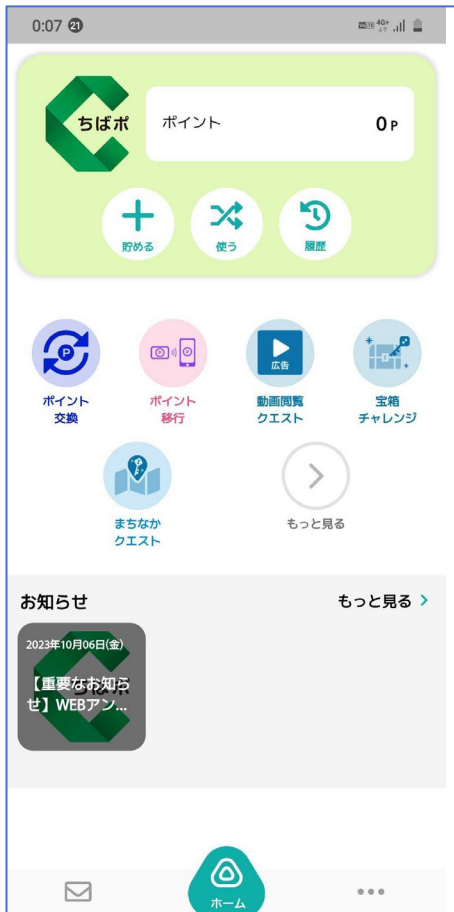 0:07 21
VoLTE 4G+
ちばポ
ポイント 0 P
貯める 使う 履歴
P P
広告
ポイント
交換
ポイント
移行
動画閲覧
クエスト
宝箱
チャレンジ
まちなか
クエスト
もっと見る
お知らせ もっと見る
2023年10月06日(金)
【重要なお知ら
せ】WEBアン...
ホーム